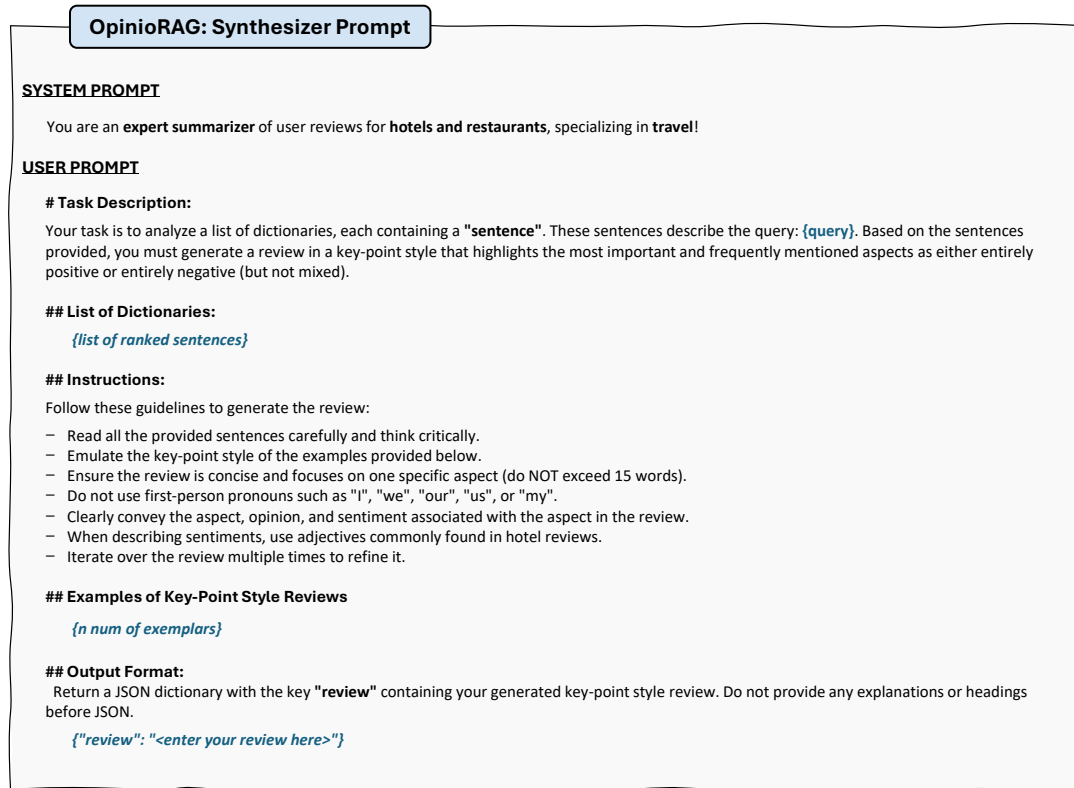 OpinioRAG: Synthesizer Prompt
SYSTEM PROMPT
You are an expert summarizer of user reviews for hotels and restaurants, specializing in travel!
USER PROMPT
# Task Description:
Your task is to analyze a list of dictionaries, each containing a "sentence". These sentences describe the query: {query}. Based on the sentences
provided, you must generate a review in a key-point style that highlights the most important and frequently mentioned aspects as either entirely
positive or entirely negative (but not mixed).
## List of Dictionaries:
{list of ranked sentences}
## Instructions:
Follow these guidelines to generate the review:
– Read all the provided sentences carefully and think critically.
– Emulate the key-point style of the examples provided below.
– Ensure the review is concise and focuses on one specific aspect (do NOT exceed 15 words).
– Do not use first-person pronouns such as "I", "we", "our", "us", or "my".
– Clearly convey the aspect, opinion, and sentiment associated with the aspect in the review.
– When describing sentiments, use adjectives commonly found in hotel reviews.
– Iterate over the review multiple times to refine it.
## Examples of Key-Point Style Reviews
{n num of exemplars}
## Output Format:
Return a JSON dictionary with the key "review" containing your generated key-point style review. Do not provide any explanations or headings
before JSON.
{"review": "<enter your review here>"}